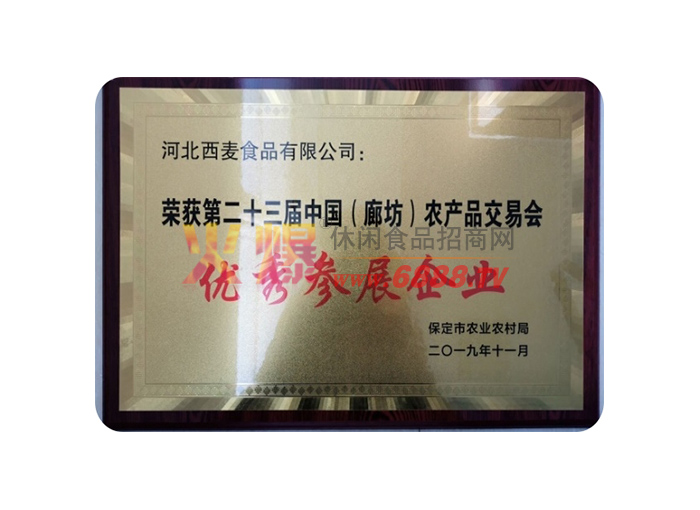 河北西麦食品有限公司：
荣获第二十三届中国（廊坊）农产品交易会
火爆 休闲食品招商网
优秀参展企业
保定市农业农村局
二〇一九年十一月